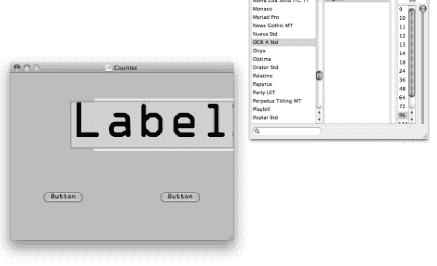 Counter
Label
Button
Button
Monaco
Myriad Pro
News Gothic MT
Nueva Std
OCR A Std
Onyx
Optima
Orator Std
Palatino
Papyrus
Party LET
Perpetua Titling MT
Playbill
Poplar Std
9
10
11
12
13
14
18
24
36
48
64
72
96